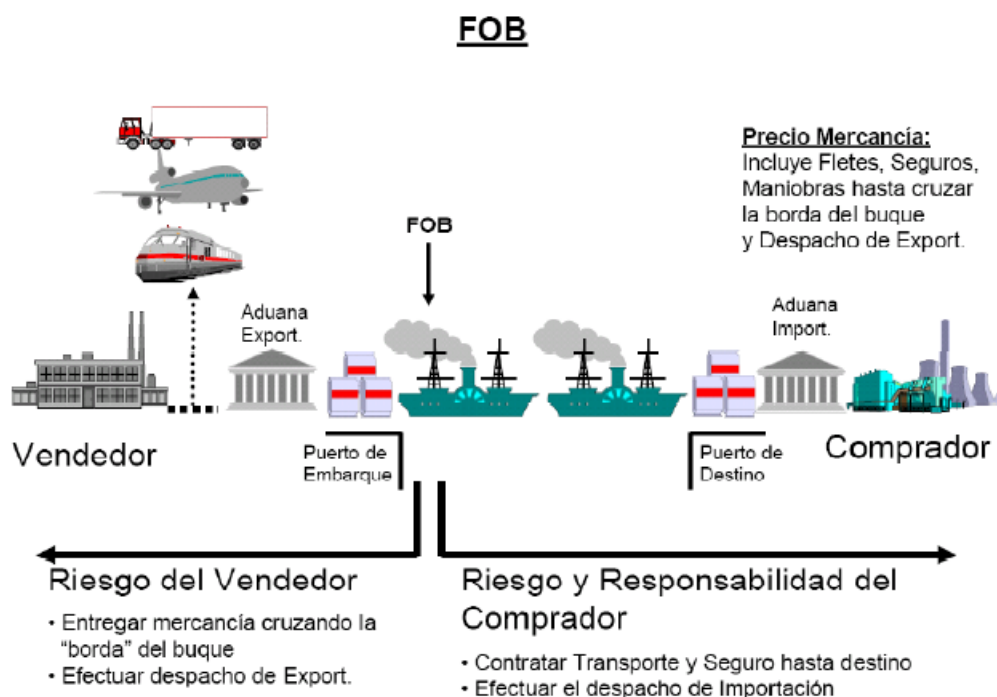 FOB
Precio Mercancía:
Incluye Fletes, Seguros,
Maniobras hasta cruzar
la borda del buque
y Despacho de Export.
FOB
Aduana
Export.
Aduana
Import.
Vendedor
Puerto de
Embarque
Puerto de
Destino
Comprador
Riesgo del Vendedor
• Entregar mercancía cruzando la
"borda" del buque
• Efectuar despacho de Export.
Riesgo y Responsabilidad del
Comprador
• Contratar Transporte y Seguro hasta destino
• Efectuar el despacho de Importación